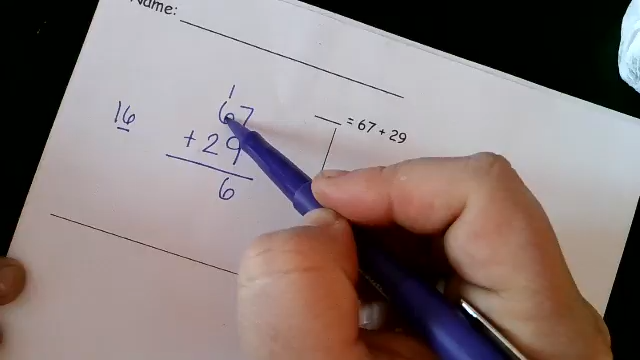 Name:
1
16 67
+ 29
6
= 67 + 29